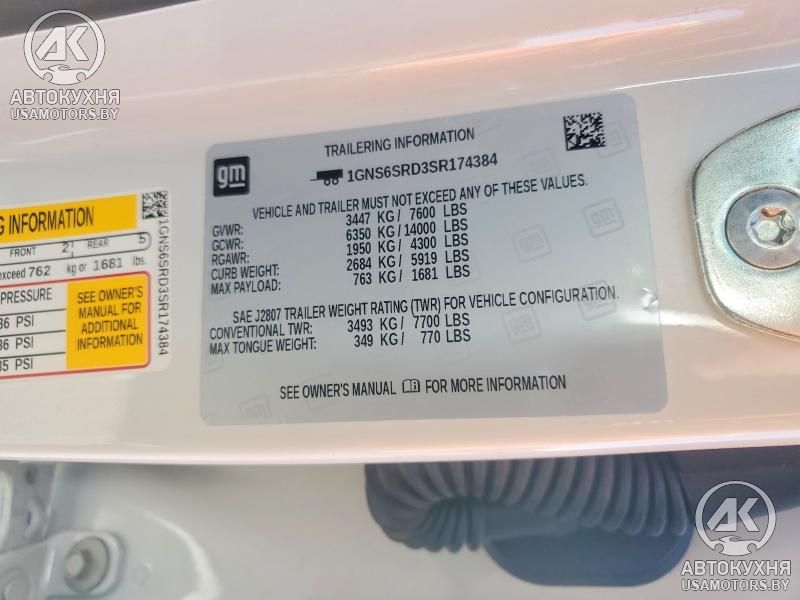 AK
АВТОКУХНЯ
USAMOTORS.BY
NG INFORMATION
FRONT 2 REAR 5
exceed 762 kg or 1681 lbs.
PRESSURE
36 PSI
36 PSI
35 PSI
SEE OWNER'S
MANUAL FOR
ADDITIONAL
INFORMATION
1GNS6SRD3SR174384
gm
TRAILERING INFORMATION
1GNS6SRD3SR174384
VEHICLE AND TRAILER MUST NOT EXCEED ANY OF THESE VALUES.
GVWR: 3447 KG/ 7600 LBS
GCWR: 6350 KG/14000 LBS
RGAWR: 1950 KG/ 4300 LBS
CURB WEIGHT: 2684 KG/ 5919 LBS
MAX PAYLOAD: 763 KG/ 1681 LBS
SAE J2807 TRAILER WEIGHT RATING (TWR) FOR VEHICLE CONFIGURATION.
CONVENTIONAL TWR: 3493 KG/ 7700 LBS
MAX TONGUE WEIGHT: 349 KG/ 770 LBS
SEE OWNER'S MANUAL FOR MORE INFORMATION
AK
АВТОКУХНЯ
USAMOTORS.BY